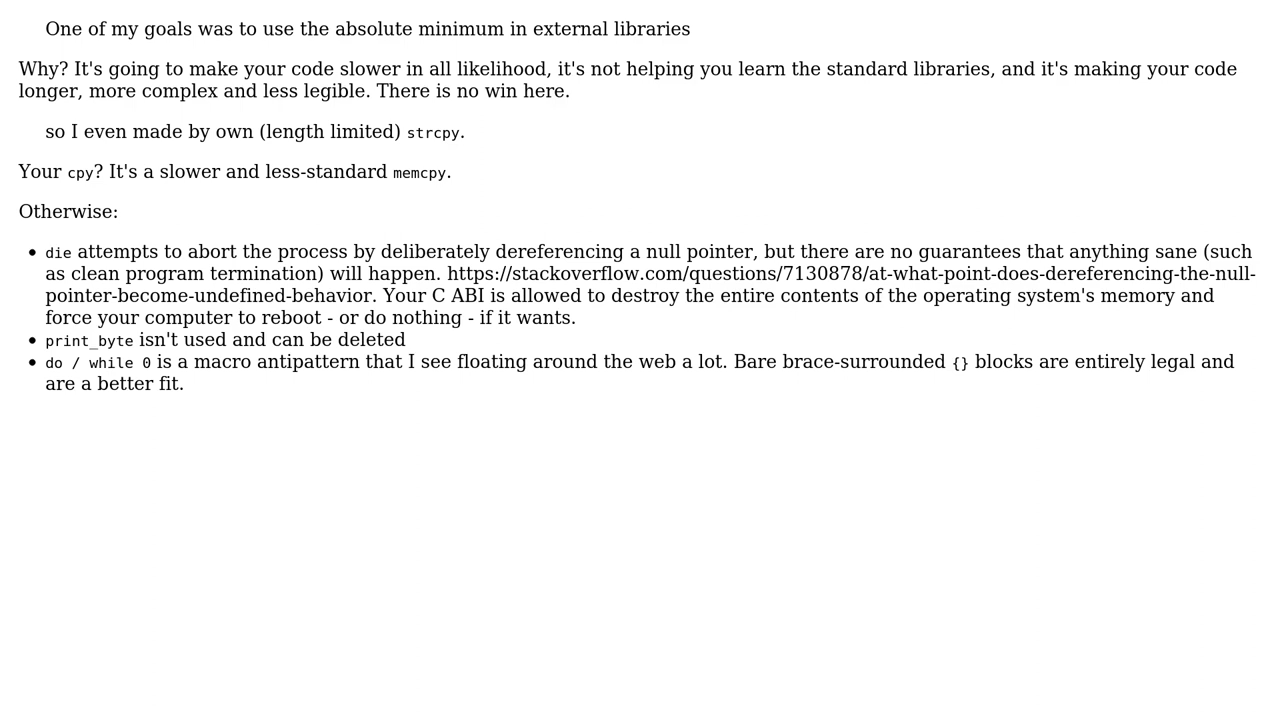 One of my goals was to use the absolute minimum in external libraries
Why? It's going to make your code slower in all likelihood, it's not helping you learn the standard libraries, and it's making your code
longer, more complex and less legible. There is no win here.
so I even made by own (length limited) strcpy.
Your cpy? It's a slower and less-standard memcpy.
Otherwise:
• die attempts to abort the process by deliberately dereferencing a null pointer, but there are no guarantees that anything sane (such
as clean program termination) will happen. https://stackoverflow.com/questions/7130878/at-what-point-does-dereferencing-the-null-
pointer-become-undefined-behavior. Your C ABI is allowed to destroy the entire contents of the operating system's memory and
force your computer to reboot - or do nothing - if it wants.
• print_byte isn't used and can be deleted
• do / while 0 is a macro antipattern that I see floating around the web a lot. Bare brace-surrounded {} blocks are entirely legal and
are a better fit.